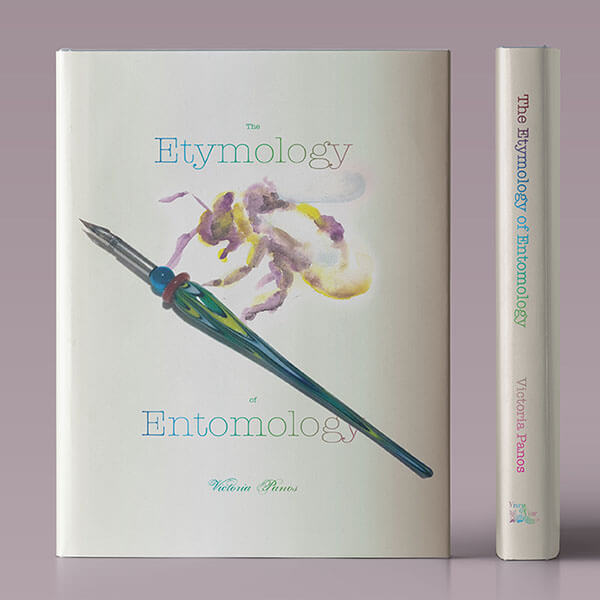 The
Etymology
of
Entomology
Victoria Panos
The Etymology of Entomology
Victoria Panos